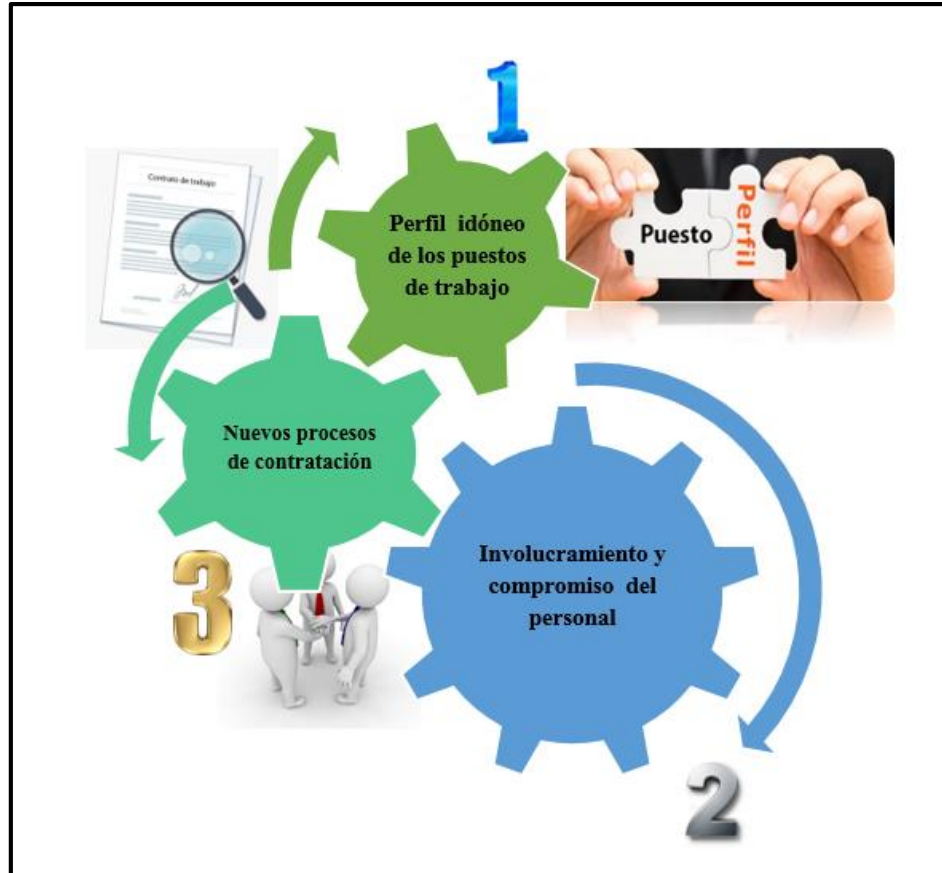 1
Contrato de trabajo
Perfil idóneo
de los puestos
de trabajo
Puesto
Perfil
Nuevos procesos
de contratación
3
Involucramiento y
compromiso del
personal
2